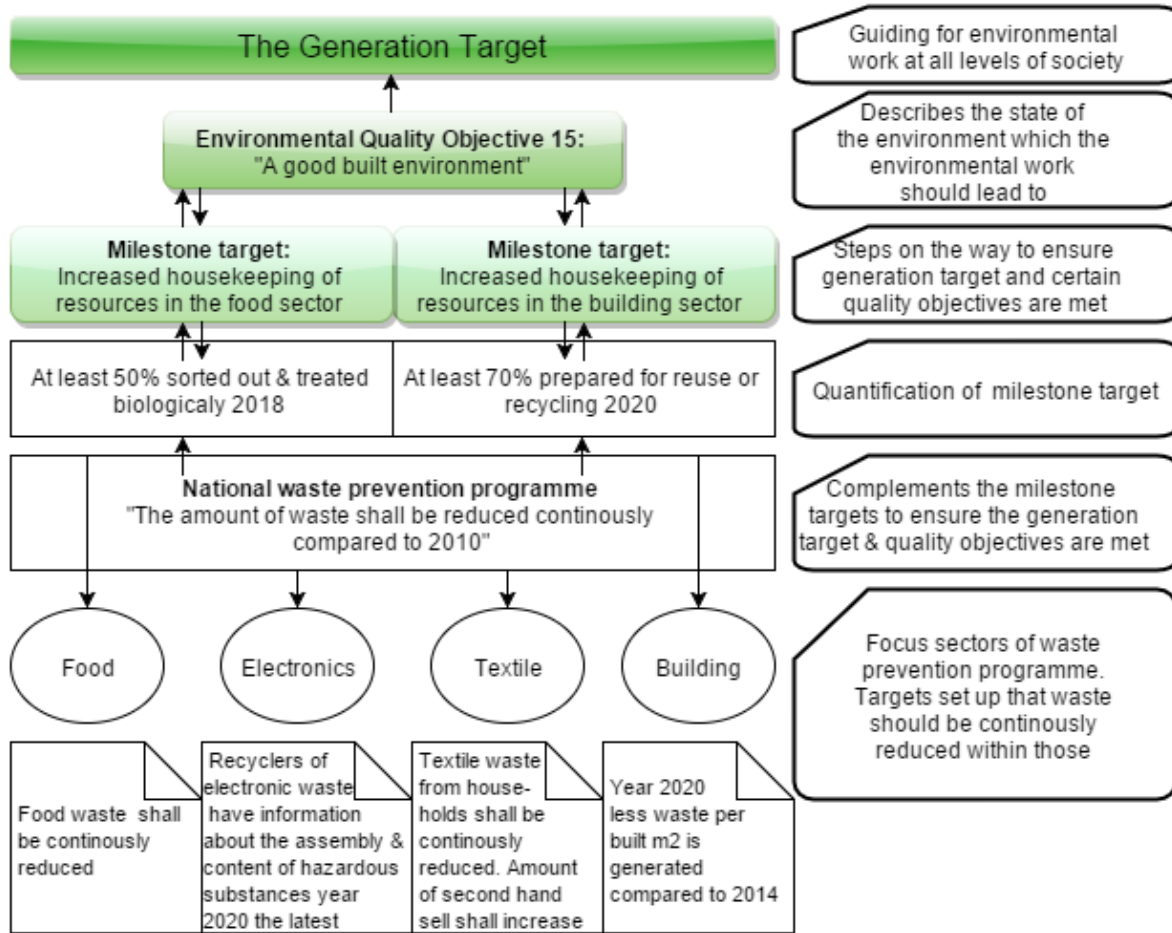 The Generation Target
Guiding for environmental
work at all levels of society
Environmental Quality Objective 15:
"A good built environment"
Describes the state of
the environment which the
environmental work
should lead to
Milestone target:
Increased housekeeping of
resources in the food sector
Milestone target:
Increased housekeeping of
resources in the building sector
Steps on the way to ensure
generation target and certain
quality objectives are met
At least 50% sorted out & treated
biologicaly 2018
At least 70% prepared for reuse or
recycling 2020
Quantification of milestone target
National waste prevention programme
"The amount of waste shall be reduced continously
compared to 2010"
Complements the milestone
targets to ensure the generation
target & quality objectives are met
Food
Electronics
Textile
Building
Focus sectors of waste
prevention programme.
Targets set up that waste
should be continously
reduced within those
Food waste shall
be continously
reduced
Recyclers of
electronic waste
have information
about the assembly &
content of hazardous
substances year
2020 the latest
Textile waste
from house-
holds shall be
continously
reduced. Amount
of second hand
sell shall increase
Year 2020
less waste per
built m2 is
generated
compared to 2014